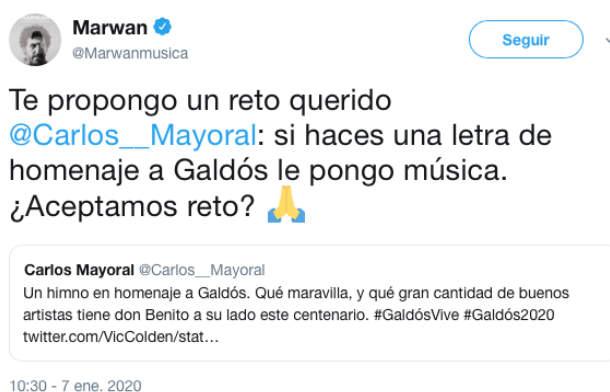 Marwan
@Marwanmusica
Seguir
Te propongo un reto querido
@Carlos__Mayoral: si haces una letra de
homenaje a Galdós le pongo música.
¿Aceptamos reto? 🙏
Carlos Mayoral @Carlos__Mayoral
Un himno en homenaje a Galdós. Qué maravilla, y qué gran cantidad de buenos
artistas tiene don Benito a su lado este centenario. #GaldósVive #Galdós2020
twitter.com/VicColden/stat…
10:30 - 7 ene. 2020